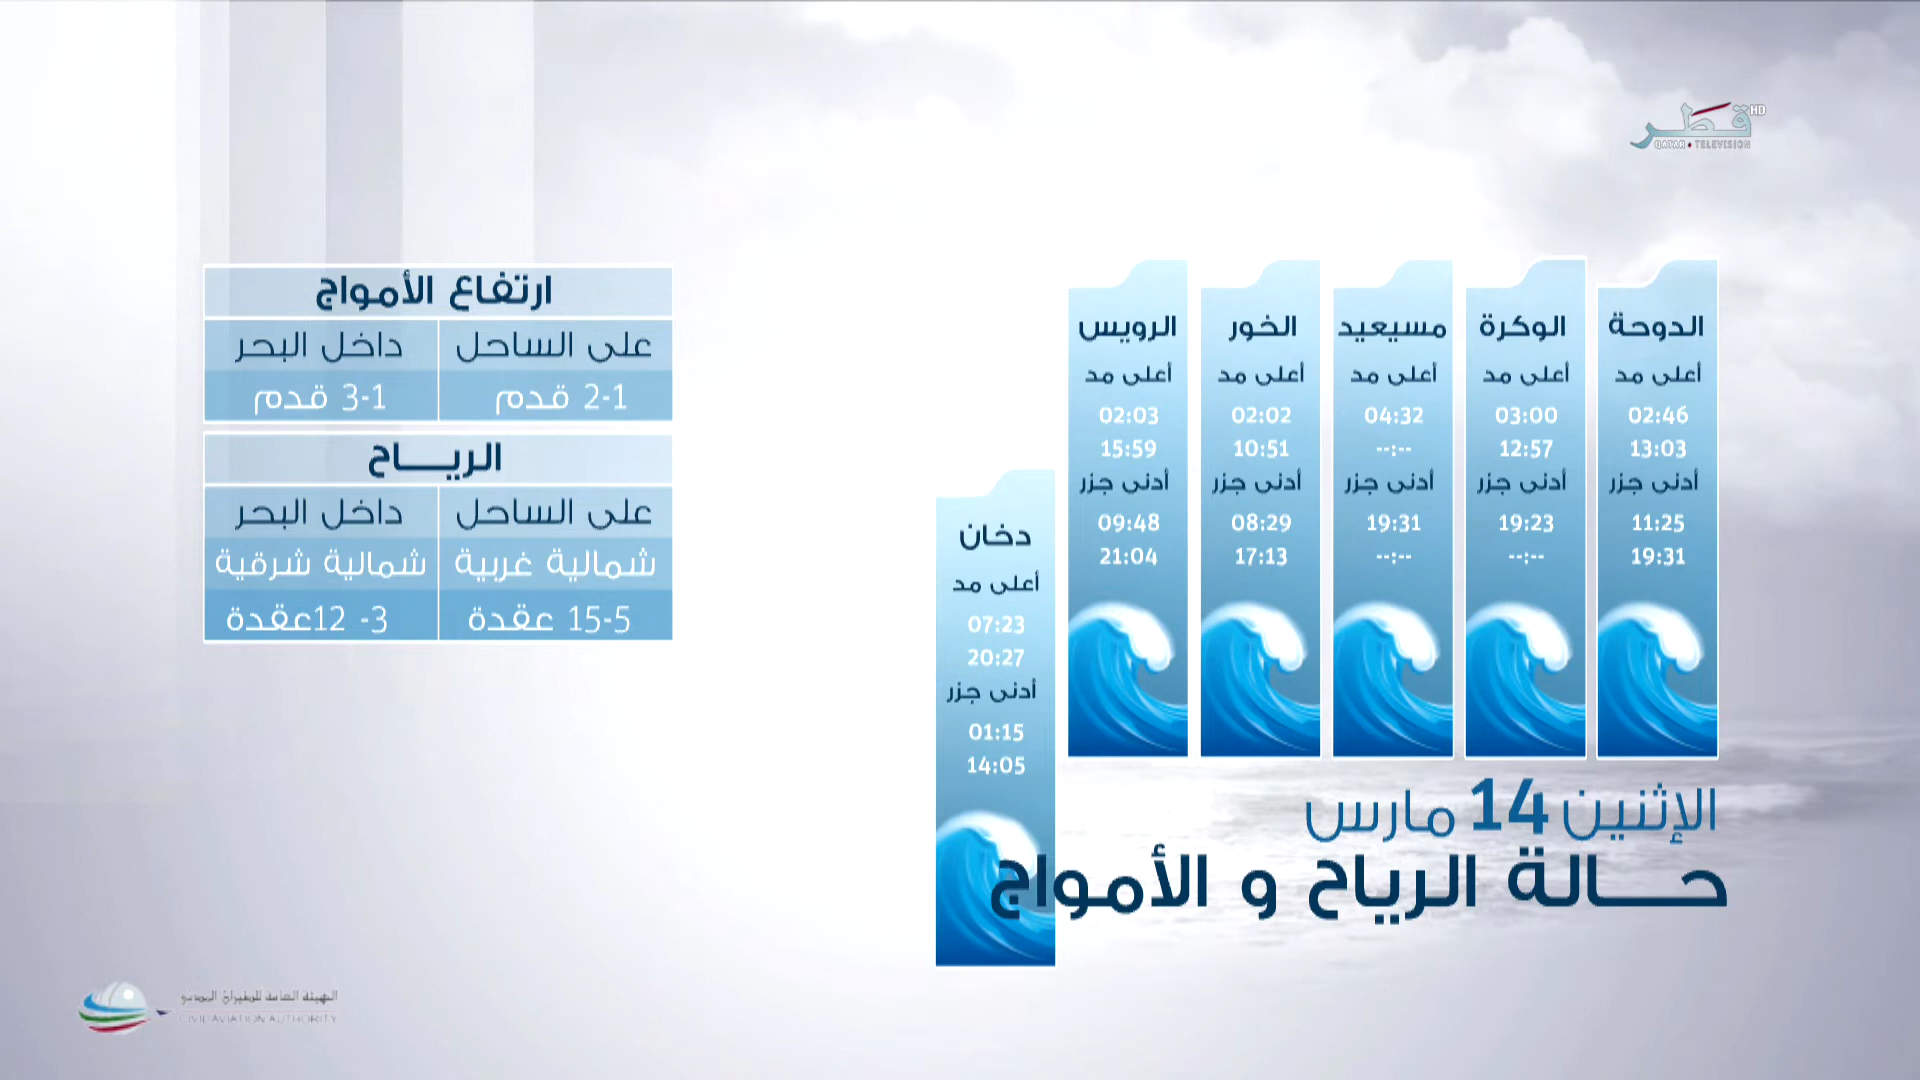 قطر HD
QATAR TELEVISION
الدوحة
أعلى مد
02:46
13:03
أدنى جزر
11:25
19:31
الوكرة
أعلى مد
03:00
12:57
أدنى جزر
19:23
--:--
مسيعيد
أعلى مد
04:32
--:--
أدنى جزر
19:31
--:--
الخور
أعلى مد
02:02
10:51
أدنى جزر
08:29
17:13
الرويس
أعلى مد
02:03
15:59
أدنى جزر
09:48
21:04
دخان
أعلى مد
07:23
20:27
أدنى جزر
01:15
14:05
ارتفاع الأمواج
على الساحل داخل البحر
2-1 قدم 3-1 قدم
الريـــاح
على الساحل داخل البحر
شمالية غربية شمالية شرقية
15-5 عقدة 3- 12عقدة
الإثنين 14 مارس
حـــالة الرياح و الأمواج
الهيئة العامة للطيران المدني
CIVIL AVIATION AUTHORITY